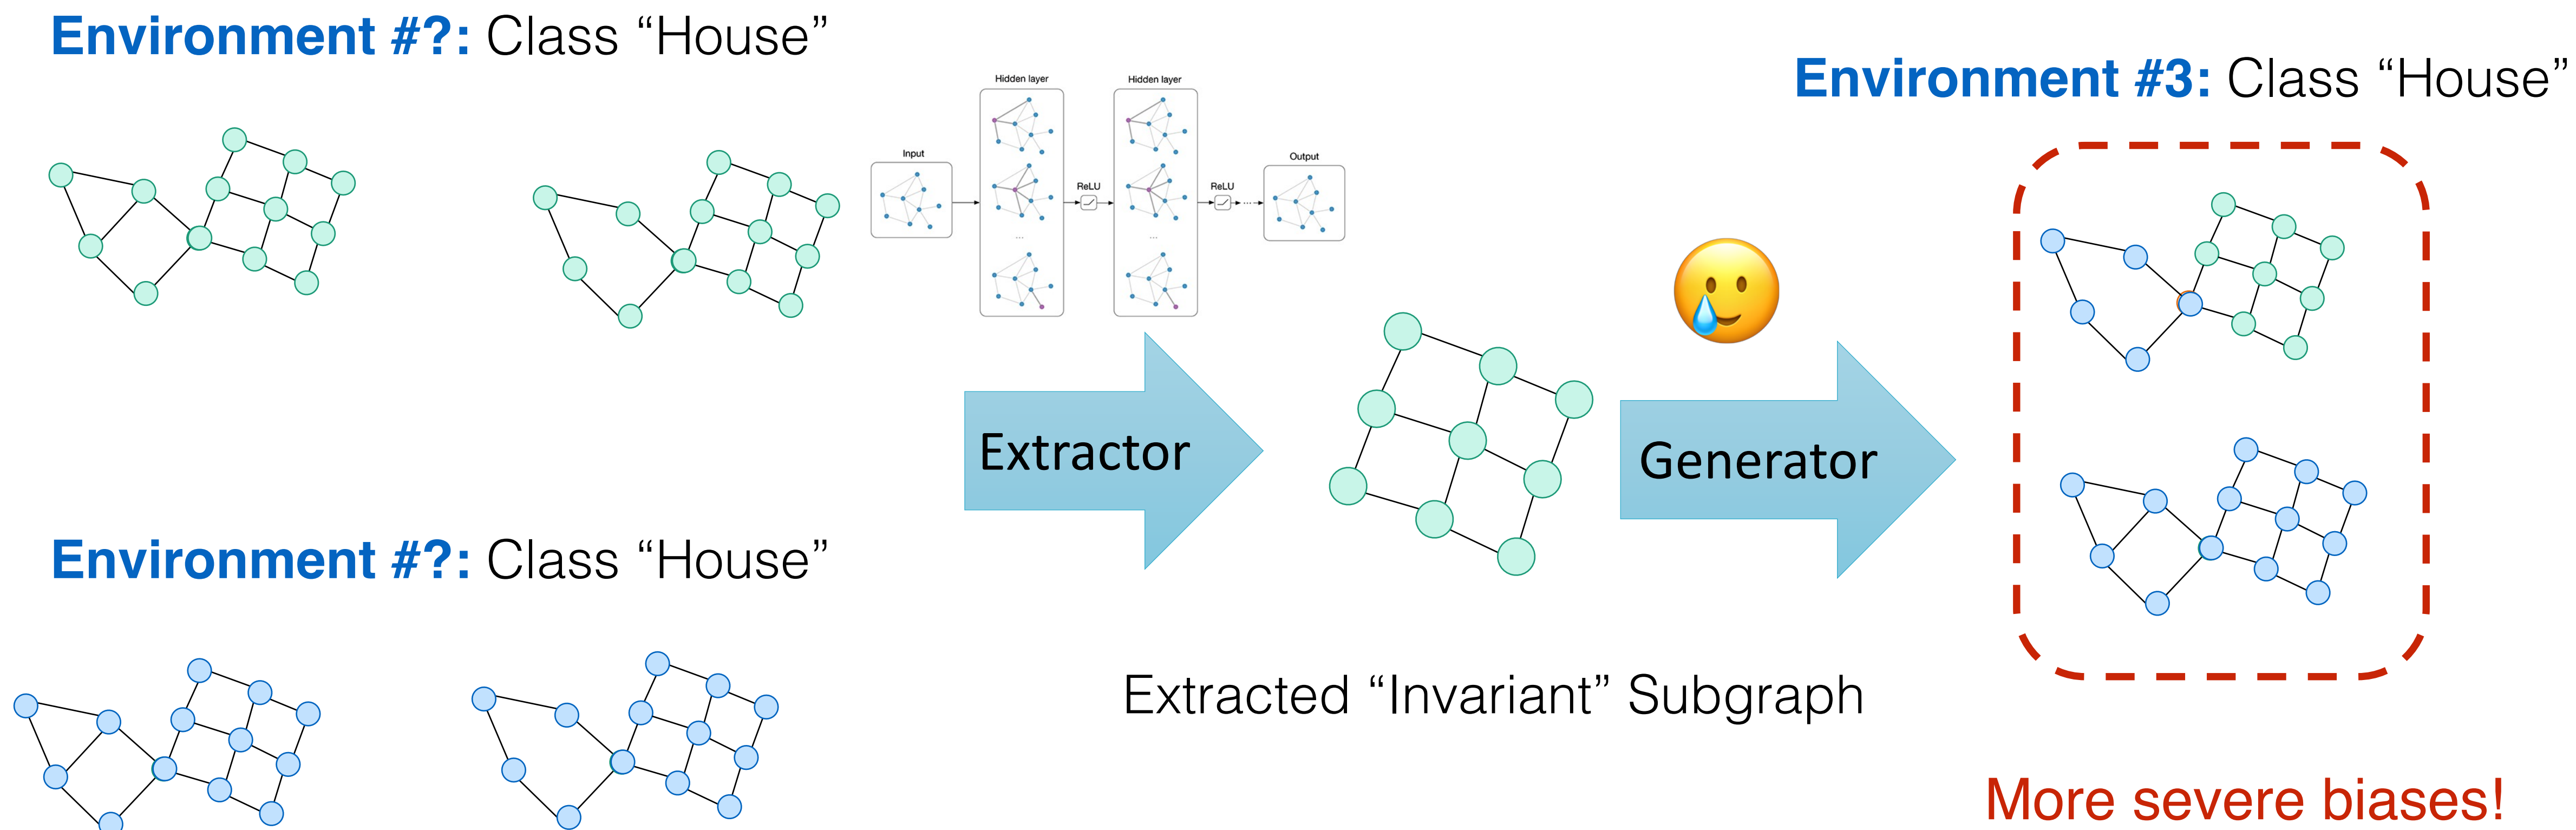 Environment #?: Class “House”
Environment #3: Class “House”
Hidden layer
Hidden layer
Input
Output
ReLU
ReLU
...
...
...
Extractor
Generator
Environment #?: Class “House”
Extracted “Invariant” Subgraph
More severe biases!